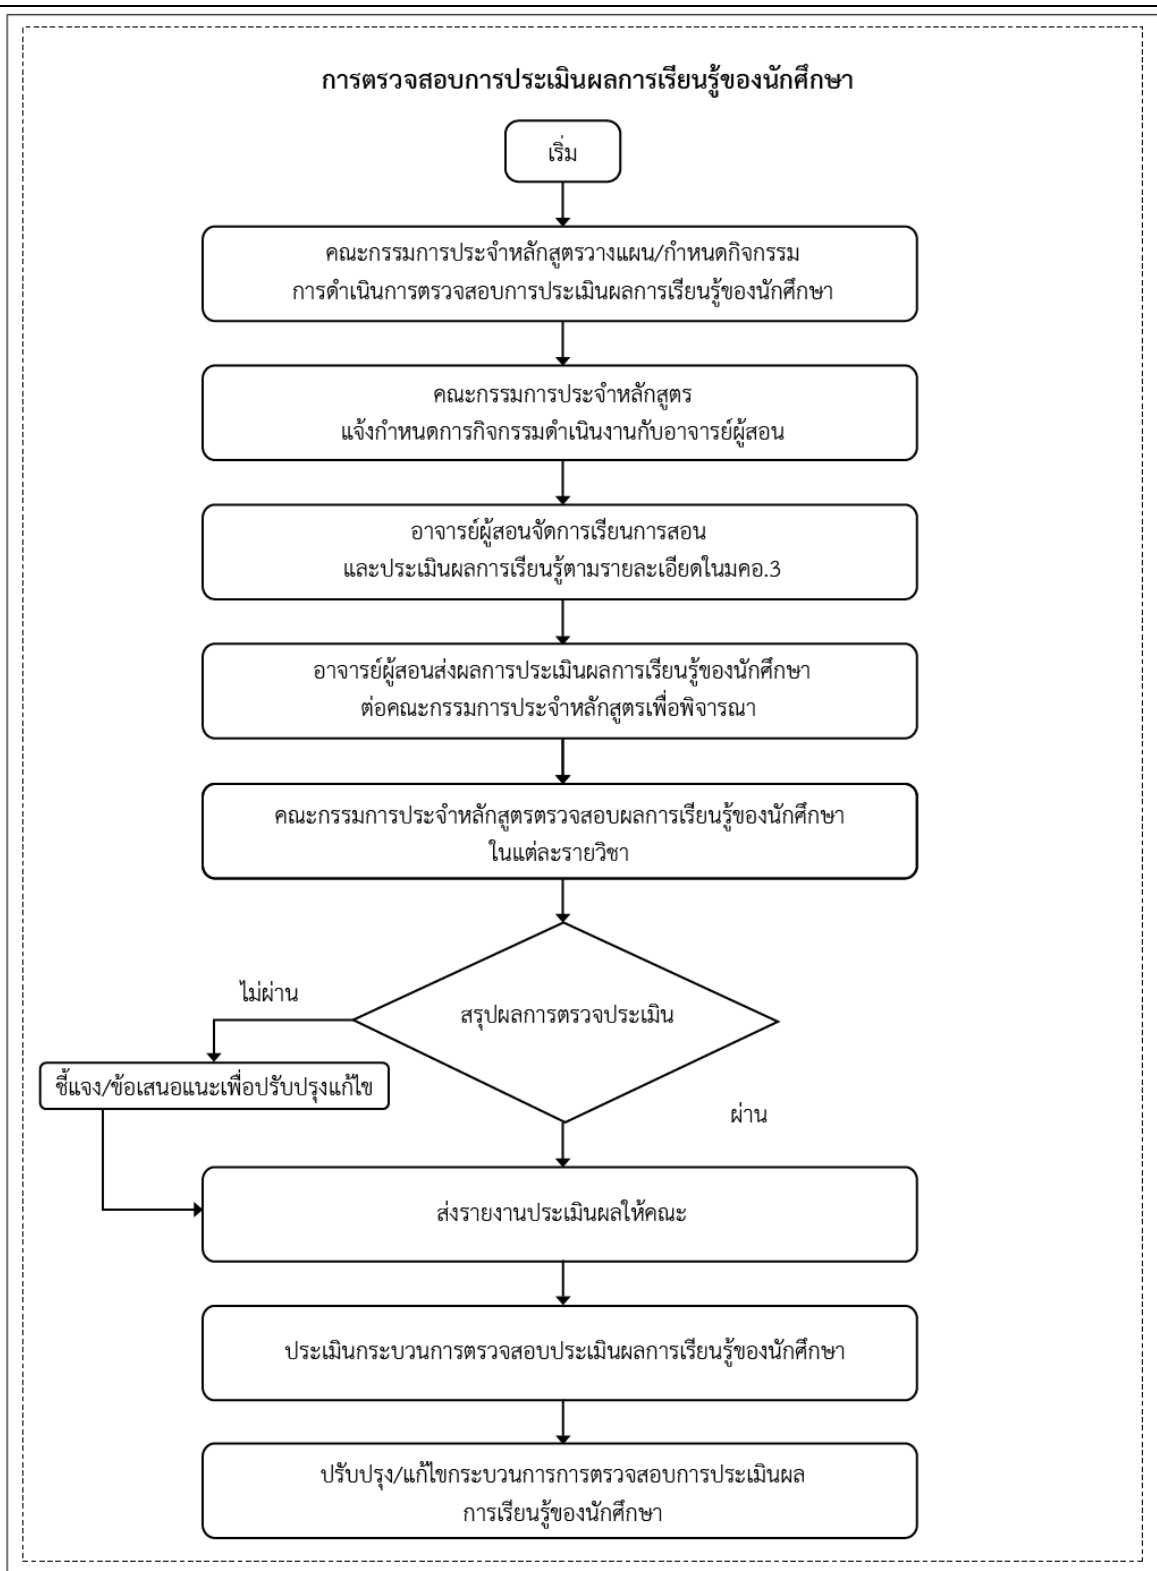 การตรวจสอบการประเมินผลการเรียนรู้ของนักศึกษา
เริ่ม
คณะกรรมการประจำหลักสูตรวางแผน/กำหนดกิจกรรม
การดำเนินการตรวจสอบการประเมินผลการเรียนรู้ของนักศึกษา
คณะกรรมการประจำหลักสูตร
แจ้งกำหนดการกิจกรรมดำเนินงานกับอาจารย์ผู้สอน
อาจารย์ผู้สอนจัดการเรียนการสอน
และประเมินผลการเรียนรู้ตามรายละเอียดในมคอ.3
อาจารย์ผู้สอนส่งผลการประเมินผลการเรียนรู้ของนักศึกษา
ต่อคณะกรรมการประจำหลักสูตรเพื่อพิจารณา
คณะกรรมการประจำหลักสูตรตรวจสอบผลการเรียนรู้ของนักศึกษา
ในแต่ละรายวิชา
ไม่ผ่าน
สรุปผลการตรวจประเมิน
ชี้แจง/ข้อเสนอแนะเพื่อปรับปรุงแก้ไข
ผ่าน
ส่งรายงานประเมินผลให้คณะ
ประเมินกระบวนการตรวจสอบประเมินผลการเรียนรู้ของนักศึกษา
ปรับปรุง/แก้ไขกระบวนการการตรวจสอบการประเมินผล
การเรียนรู้ของนักศึกษา